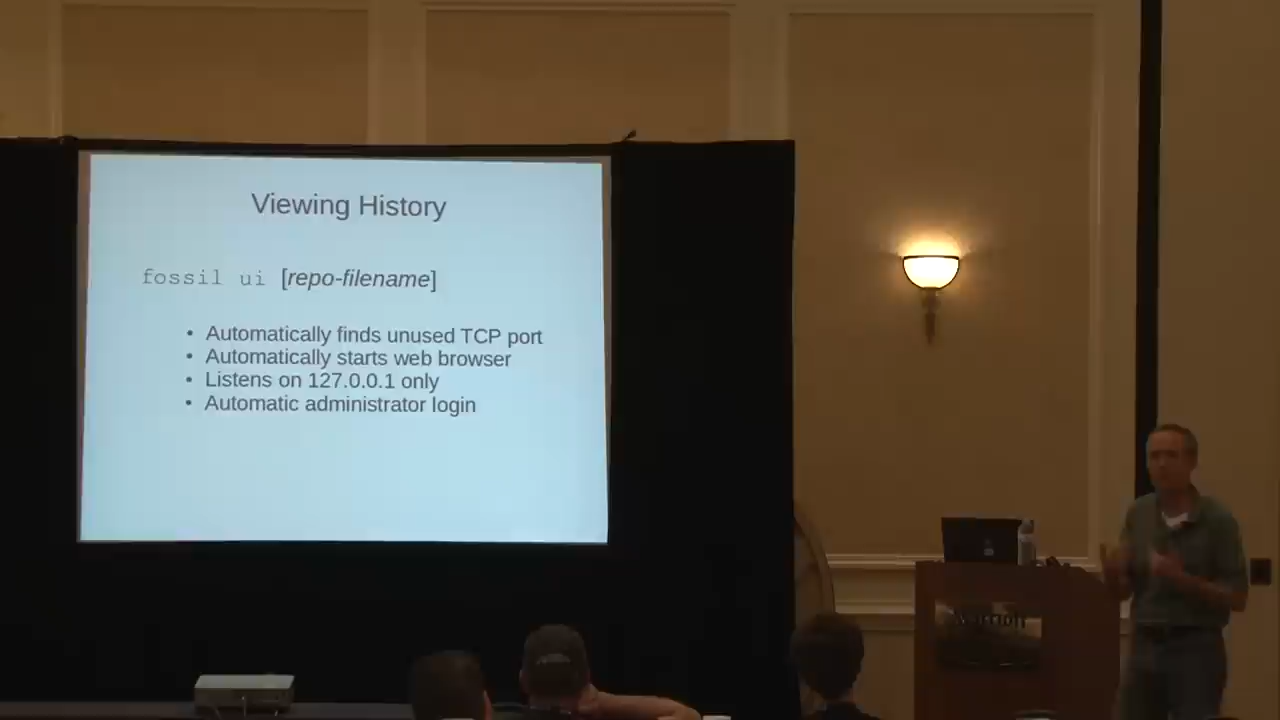 Viewing History
fossil ui [repo-filename]
• Automatically finds unused TCP port
• Automatically starts web browser
• Listens on 127.0.0.1 only
• Automatic administrator login
Marriott